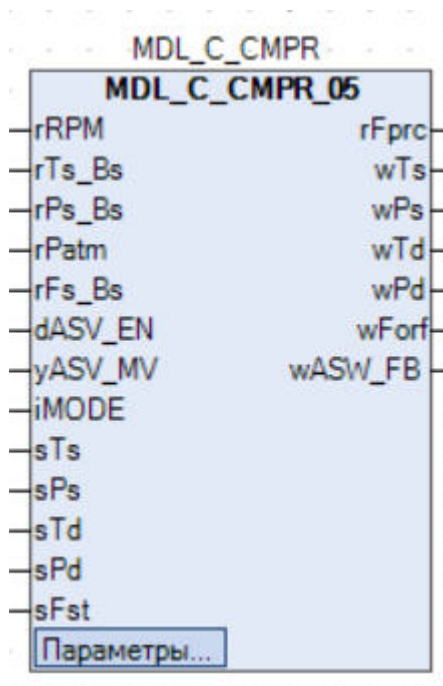 MDL_C_CMPR
MDL_C_CMPR_05
rRPM rFprc
rTs_Bs wTs
rPs_Bs wPs
rPatm wTd
rFs_Bs wPd
dASV_EN wForf
yASV_MV wASW_FB
iMODE
sTs
sPs
sTd
sPd
sFst
Параметры...